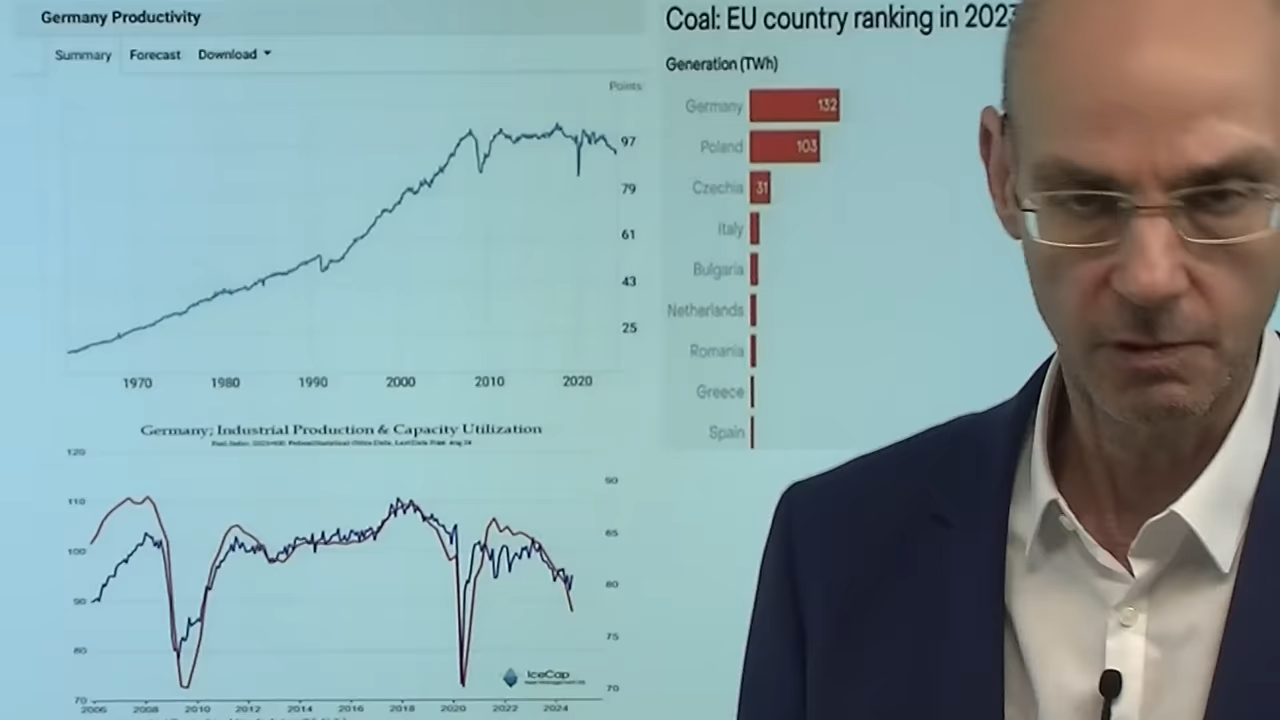 Germany Productivity
Summary Forecast Download
Points
97
79
61
43
25
1970 1980 1990 2000 2010 2020
Coal: EU country ranking in 2023
Generation (TWh)
Germany 132
Poland 103
Czechia 31
Italy
Bulgaria
Netherlands
Romania
Greece
Spain
Germany; Industrial Production & Capacity Utilization
120
110
100
90
80
70
90
85
80
75
70
IceCap
2006 2008 2010 2012 2014 2016 2018 2020 2022 2024